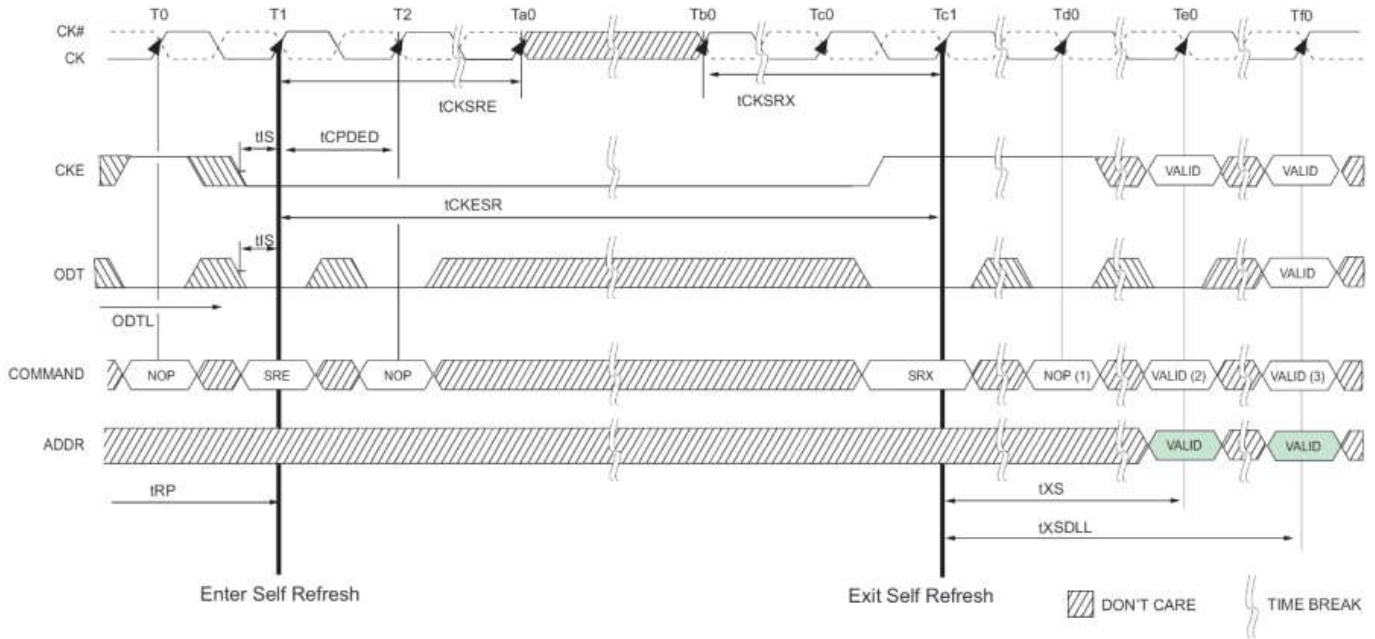 T0 T1 T2 Ta0 Tb0 Tc0 Tc1 Td0 Te0 Tf0
CK#
CK
tCKSRE tCKSRX
tIS tCPDED
CKE VALID VALID
tCKESR
tIS
ODT VALID
ODTL
COMMAND NOP SRE NOP SRX NOP (1) VALID (2) VALID (3)
ADDR VALID VALID
tRP tXS
tXSDLL
Enter Self Refresh Exit Self Refresh DON'T CARE TIME BREAK